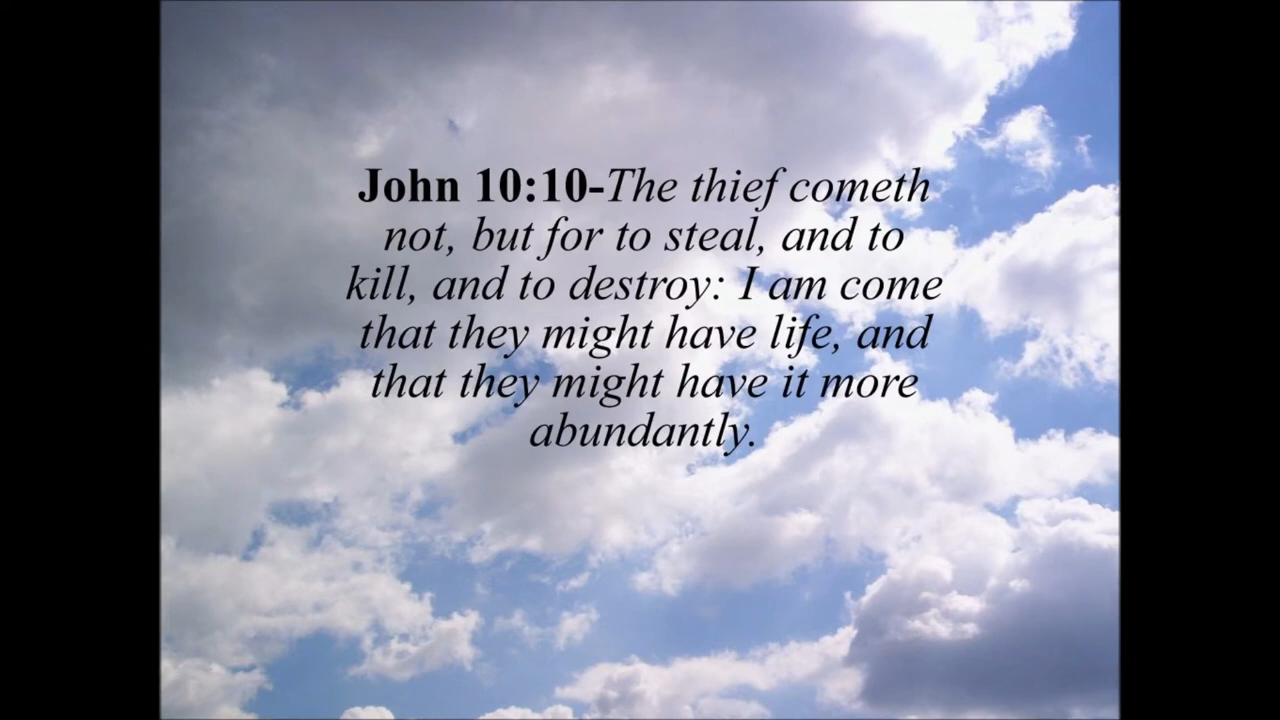 John 10:10-The thief cometh
not, but for to steal, and to
kill, and to destroy: I am come
that they might have life, and
that they might have it more
abundantly.